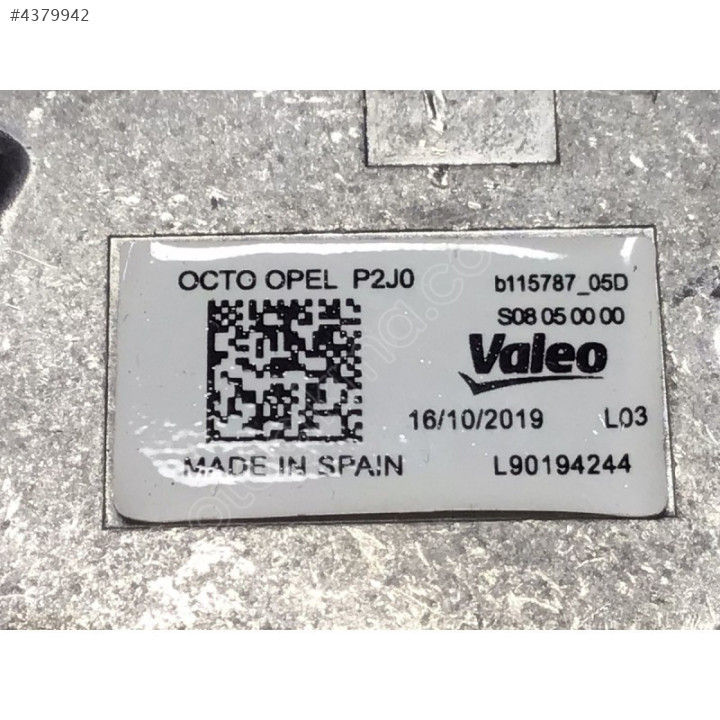 #4379942
OCTO OPEL P2J0
b115787_05D
S08 05 00 00
Valeo
16/10/2019 L03
MADE IN SPAIN L90194244